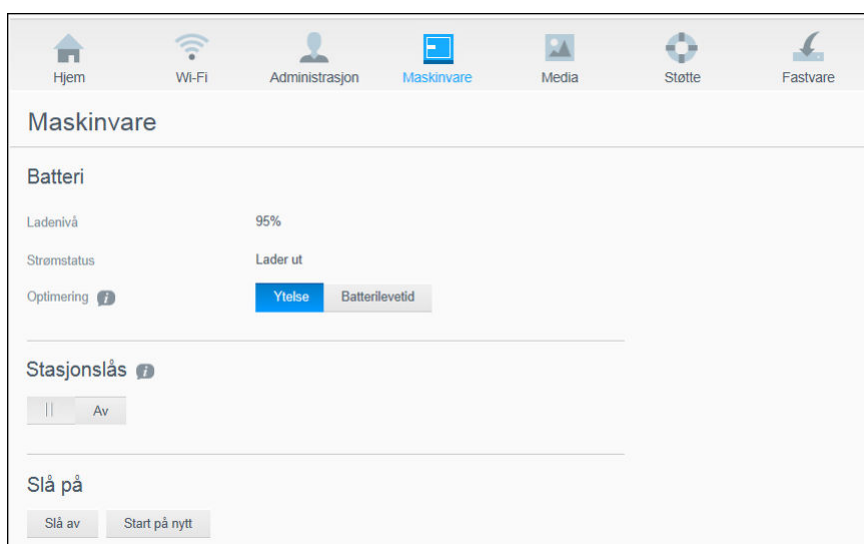 Hjem Wi-Fi Administrasjon Maskinvare Media Støtte Fastvare
Maskinvare
Batteri
Ladenivå 95%
Strømstatus Lader ut
Optimering i Ytelse Batterilevetid
Stasjonslås i
Av
Slå på
Slå av Start på nytt